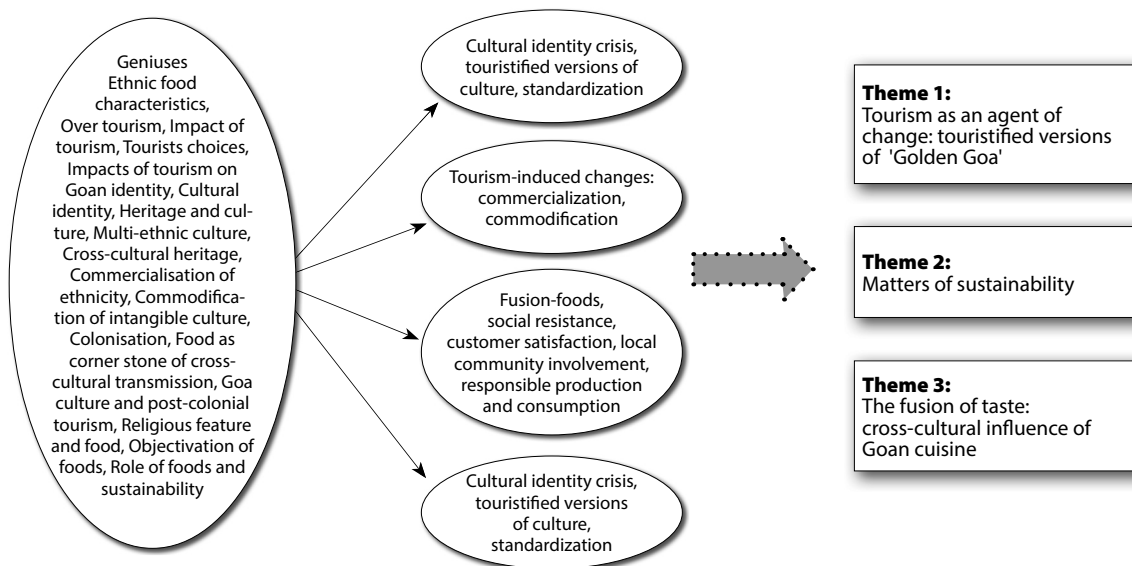 Geniuses
Ethnic food
characteristics,
Over tourism, Impact of
tourism, Tourists choices,
Impacts of tourism on
Goan identity, Cultural
identity, Heritage and cul-
ture, Multi-ethnic culture,
Cross-cultural heritage,
Commercialisation of
ethnicity, Commodifica-
tion of intangible culture,
Colonisation, Food as
corner stone of cross-
cultural transmission, Goa
culture and post-colonial
tourism, Religious feature
and food, Objectivation of
foods, Role of foods and
sustainability
Cultural identity crisis,
touristified versions of
culture, standardization
Tourism-induced changes:
commercialization,
commodification
Fusion-foods,
social resistance,
customer satisfaction, local
community involvement,
responsible production
and consumption
Cultural identity crisis,
touristified versions
of culture,
standardization
Theme 1:
Tourism as an agent of
change: touristified versions
of 'Golden Goa'
Theme 2:
Matters of sustainability
Theme 3:
The fusion of taste:
cross-cultural influence of
Goan cuisine